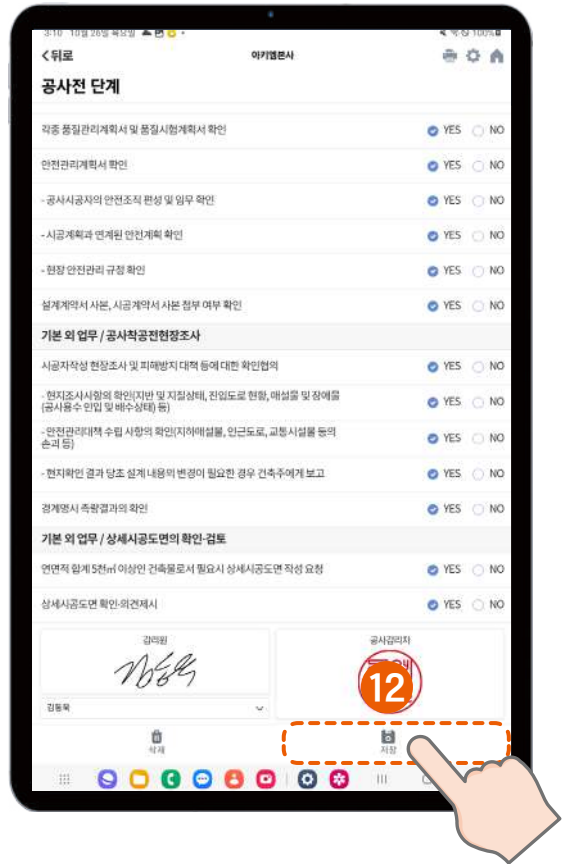 3:10 10월 26일 목요일
100%
뒤로
아키엠본사
공사전 단계
각종 품질관리계획서 및 품질시험계획서 확인 YES NO
안전관리계획서 확인 YES NO
- 공사시공자의 안전조직 편성 및 임무 확인 YES NO
- 시공계획과 연계된 안전계획 확인 YES NO
- 현장 안전관리 규정 확인 YES NO
설계계약서 사본, 시공계약서 사본 첨부 여부 확인 YES NO
기본 외 업무 / 공사착공전현장조사
시공자작성 현장조사 및 피해방지 대책 등에 대한 확인협의 YES NO
- 현지조사사항의 확인(지반 및 지질상태, 진입도로 현황, 매설물 및 장애물
(공사용수 인입 및 배수상태) 등) YES NO
- 안전관리대책 수립 사항의 확인(지하매설물, 인근도로, 교통시설물 등의
손괴 등) YES NO
- 현지확인 결과 당초 설계 내용의 변경이 필요한 경우 건축주에게 보고 YES NO
경계명시 측량결과의 확인 YES NO
기본 외 업무 / 상세시공도면의 확인·검토
연면적 합계 5천㎡ 이상인 건축물로서 필요시 상세시공도면 작성 요청 YES NO
상세시공도면 확인·의견제시 YES NO
감리원
공사감리자
12
김동욱
삭제
저장